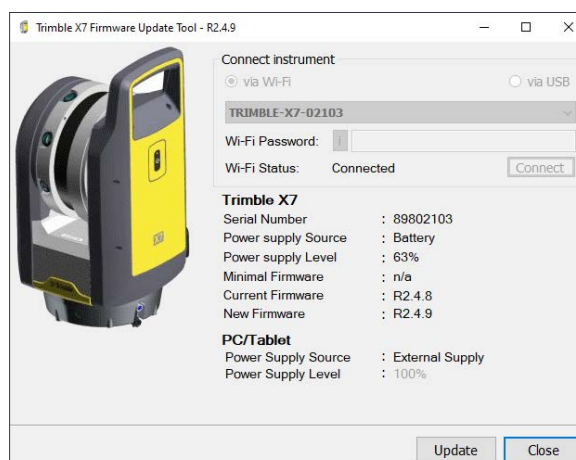 Trimble X7 Firmware Update Tool - R2.4.9
Connect instrument
via Wi-Fi
via USB
TRIMBLE-X7-02103
Wi-Fi Password: i
Wi-Fi Status: Connected
Connect
Trimble X7
Serial Number : 89802103
Power supply Source : Battery
Power supply Level : 63%
Minimal Firmware : n/a
Current Firmware : R2.4.8
New Firmware : R2.4.9
PC/Tablet
Power Supply Source : External Supply
Power Supply Level : 100%
X7
Trimble
Update
Close